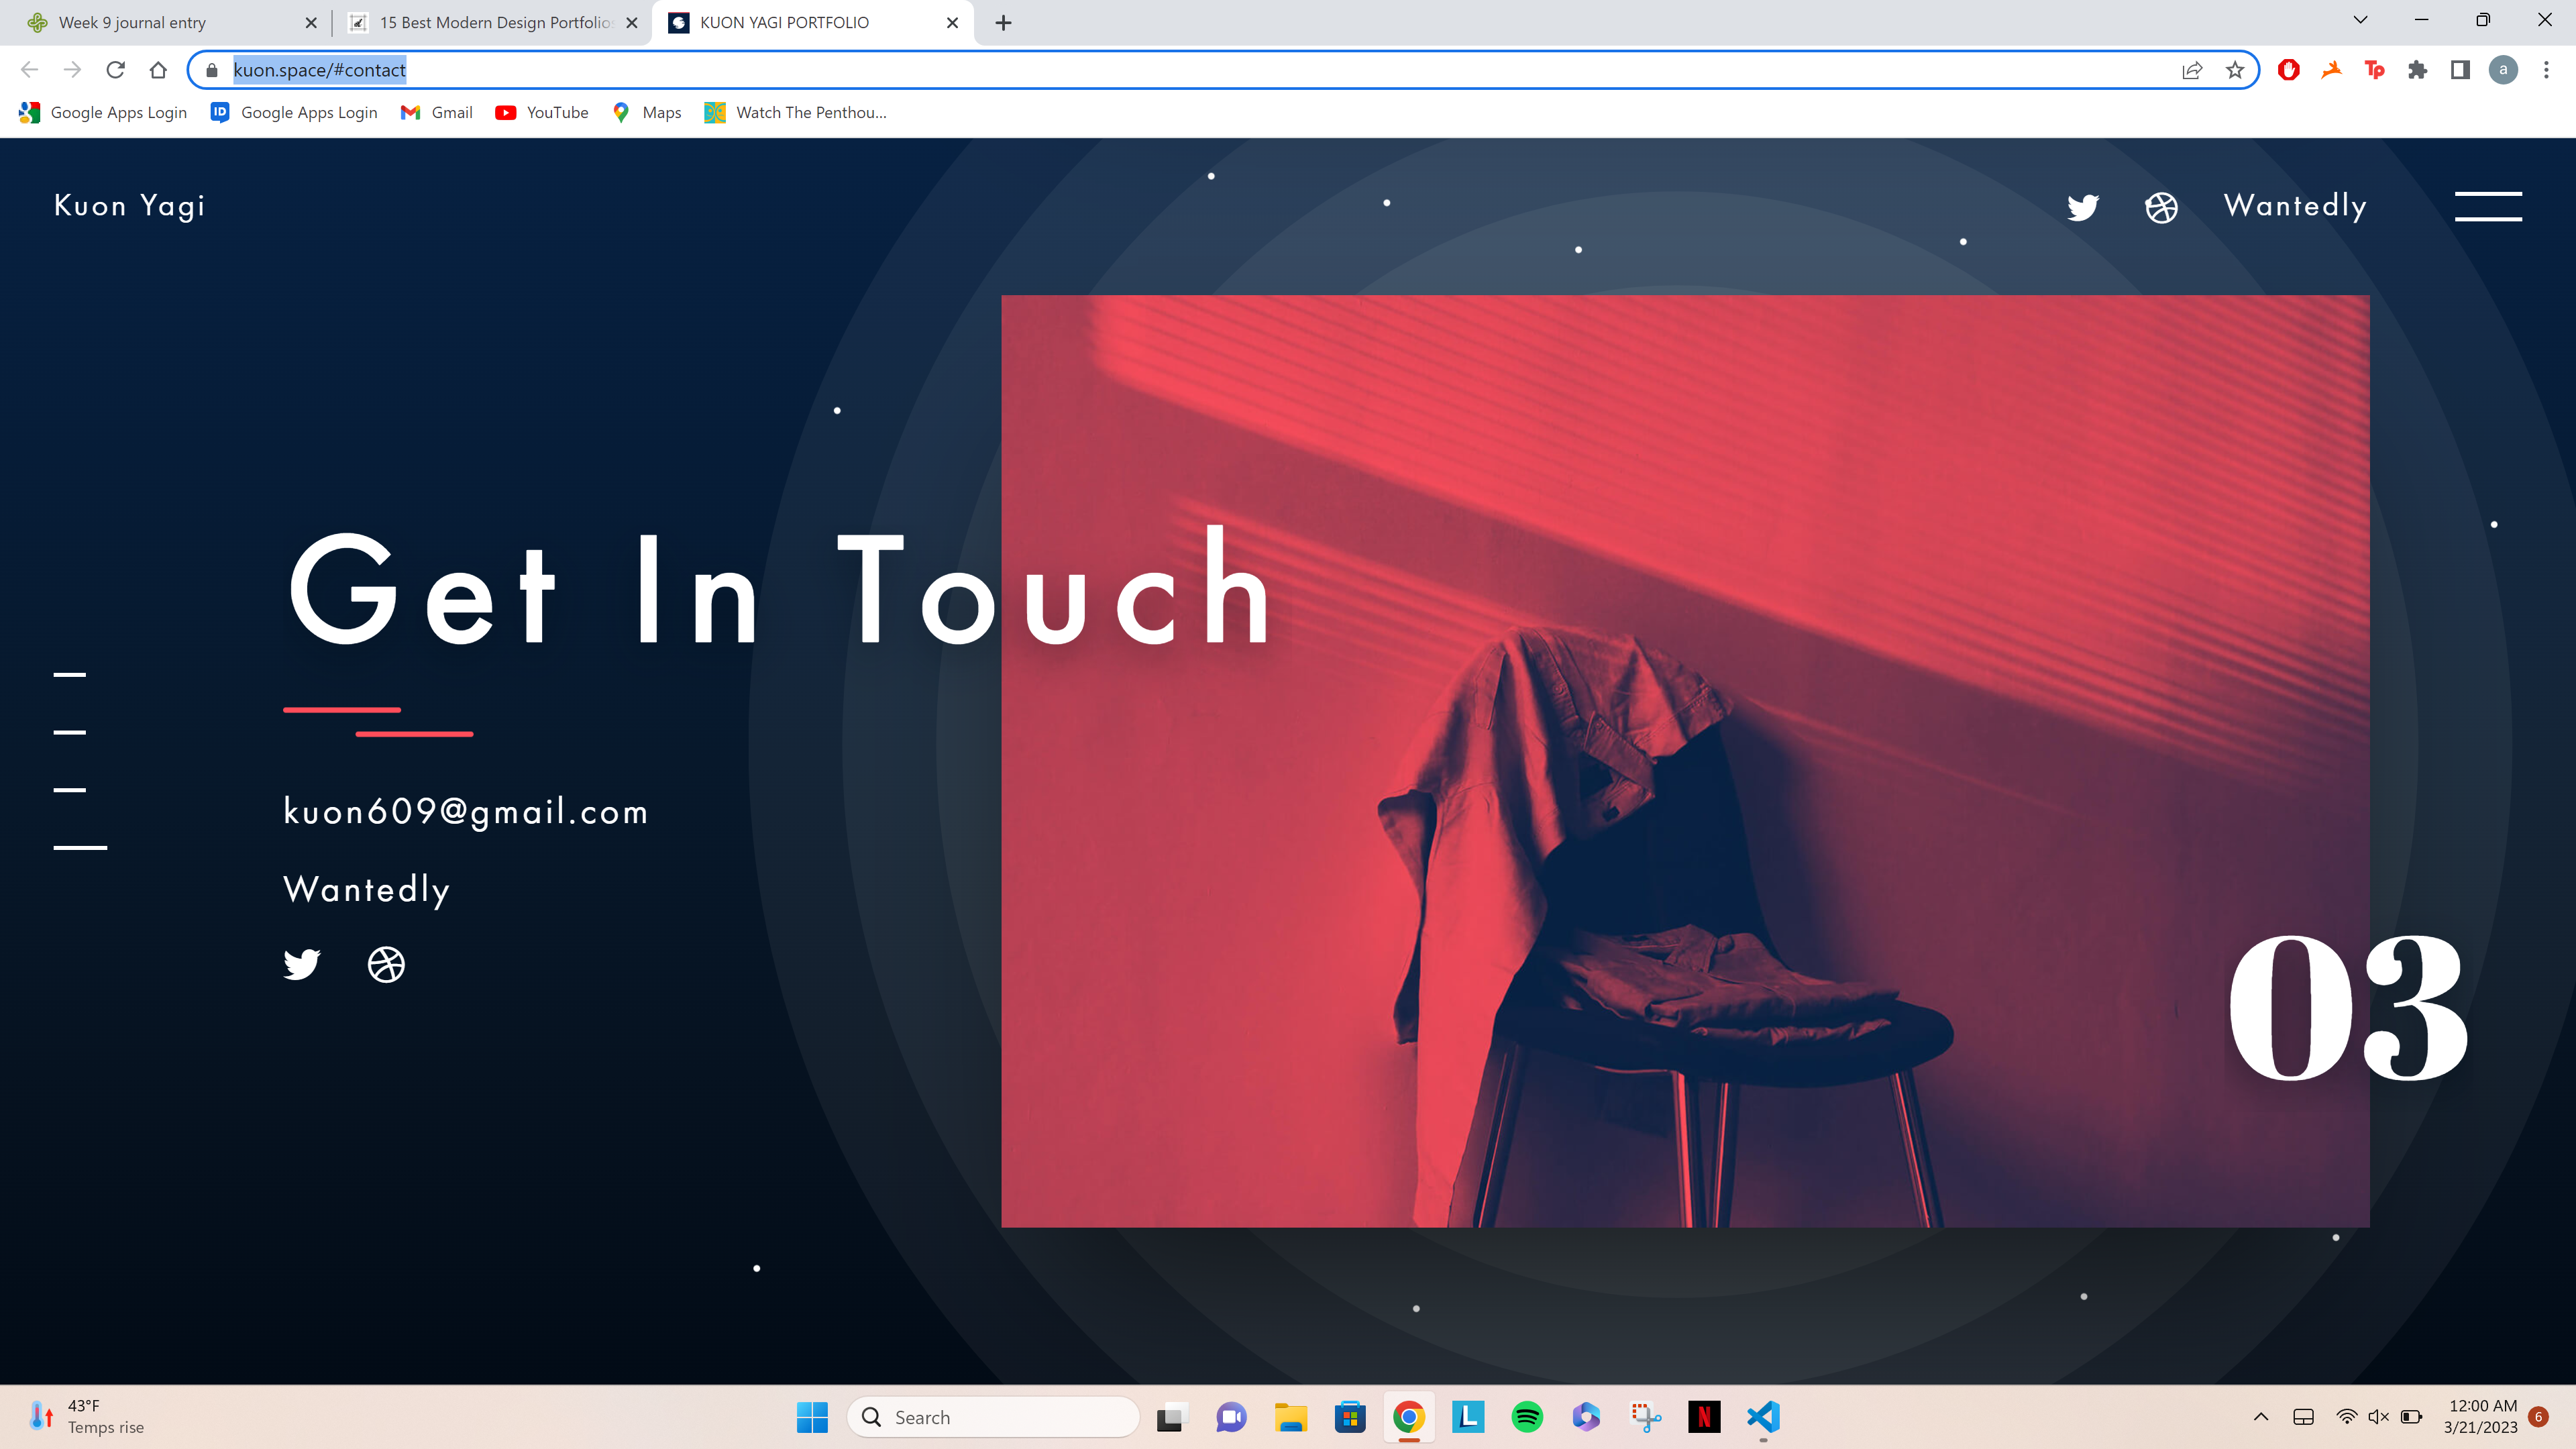 Week 9 journal entry
15 Best Modern Design Portfolio
KUON YAGI PORTFOLIO
kuon.space/#contact
Tp
a
Google Apps Login
ID
Google Apps Login
Gmail
YouTube
Maps
Watch The Penthou...
Kuon Yagi
Wantedly
Get In Touch
kuon609@gmail.com
Wantedly
03
43°F
Temps rise
Search
L
N
12:00 AM
3/21/2023
6